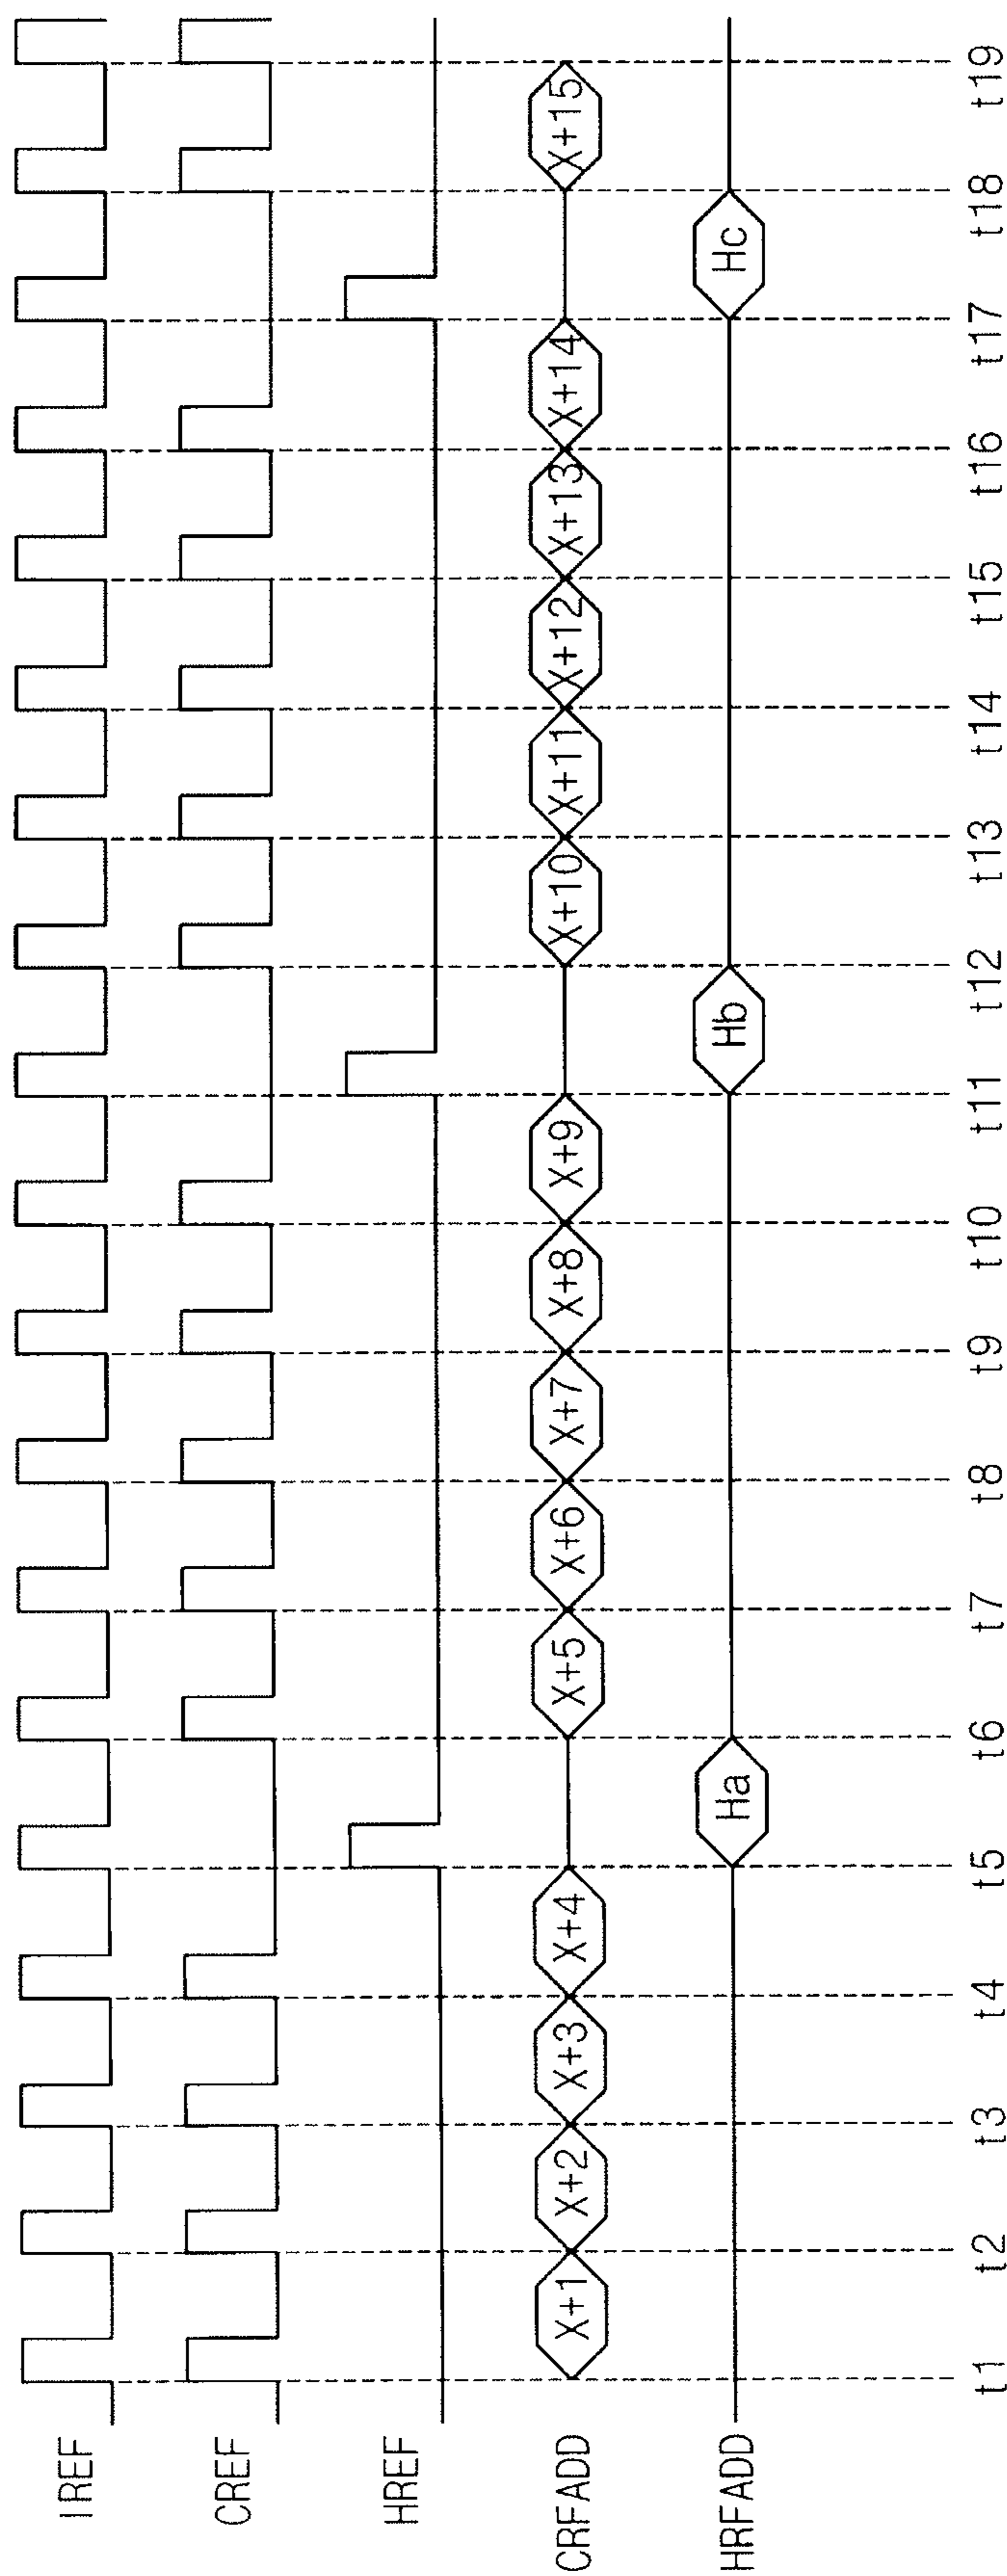 IREF
CREF
HREF
CRFADD
X+1 X+2 X+3 X+4 X+5 X+6 X+7 X+8 X+9 X+10 X+11 X+12 X+13 X+14 X+15
HRFADD
Ha Hb Hc
t1 t2 t3 t4 t5 t6 t7 t8 t9 t10 t11 t12 t13 t14 t15 t16 t17 t18 t19